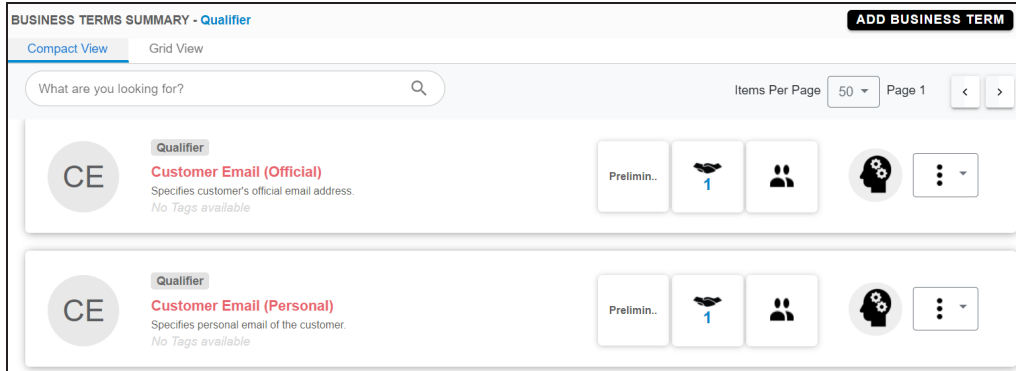 BUSINESS TERMS SUMMARY - Qualifier
ADD BUSINESS TERM
Compact View
Grid View
What are you looking for?
Items Per Page
50
Page 1
<
>
CE
Qualifier
Customer Email (Official)
Specifies customer's official email address.
No Tags available
Prelimin..
1
CE
Qualifier
Customer Email (Personal)
Specifies personal email of the customer.
No Tags available
Prelimin..
1